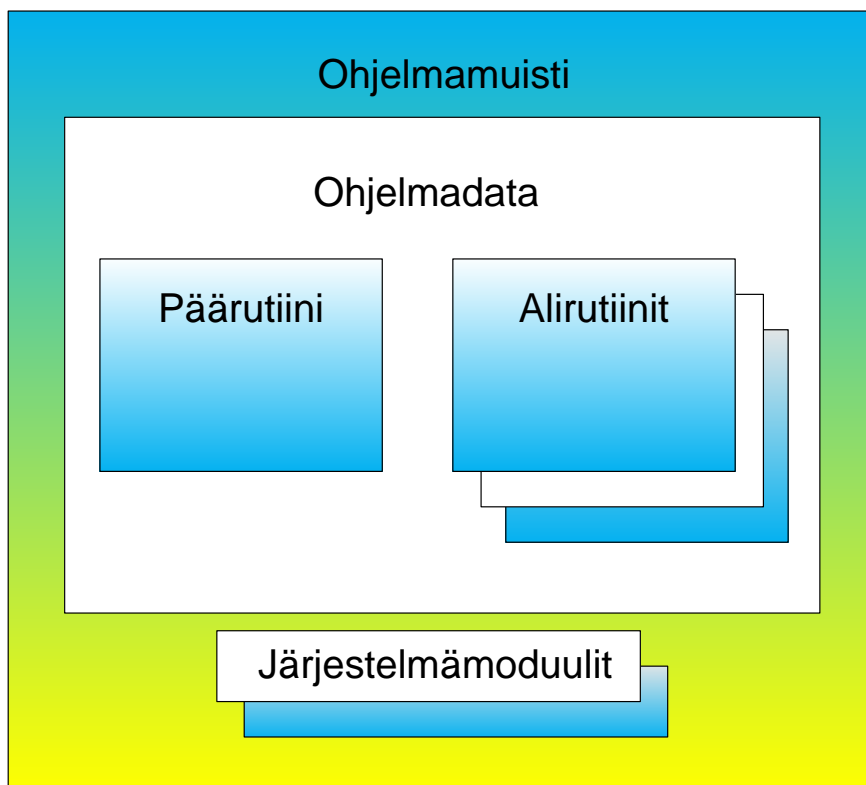 Ohjelmamuisti
Ohjelmadata
Päärutiini
Alirutiinit
Järjestelmämoduulit